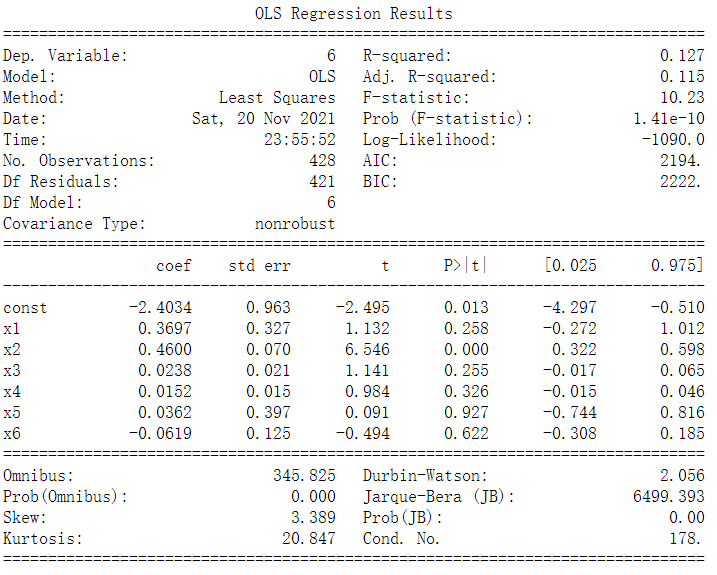 OLS Regression Results
==============================================================================
Dep. Variable: 6 R-squared: 0.127
Model: OLS Adj. R-squared: 0.115
Method: Least Squares F-statistic: 10.23
Date: Sat, 20 Nov 2021 Prob (F-statistic): 1.41e-10
Time: 23:55:52 Log-Likelihood: -1090.0
No. Observations: 428 AIC: 2194.
Df Residuals: 421 BIC: 2222.
Df Model: 6
Covariance Type: nonrobust
==============================================================================
coef std err t P>|t| [0.025 0.975]
------------------------------------------------------------------------------
const -2.4034 0.963 -2.495 0.013 -4.297 -0.510
x1 0.3697 0.327 1.132 0.258 -0.272 1.012
x2 0.4600 0.070 6.546 0.000 0.322 0.598
x3 0.0238 0.021 1.141 0.255 -0.017 0.065
x4 0.0152 0.015 0.984 0.326 -0.015 0.046
x5 0.0362 0.397 0.091 0.927 -0.744 0.816
x6 -0.0619 0.125 -0.494 0.622 -0.308 0.185
==============================================================================
Omnibus: 345.825 Durbin-Watson: 2.056
Prob(Omnibus): 0.000 Jarque-Bera (JB): 6499.393
Skew: 3.389 Prob(JB): 0.00
Kurtosis: 20.847 Cond. No. 178.
==============================================================================